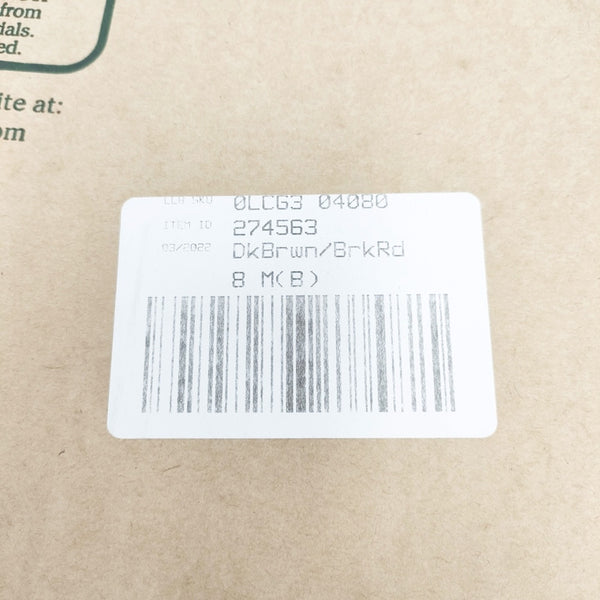 from
dals.
ed.
ite at:
om
LLB SKU 0LCG3 04080
ITEM ID 274563
03/2022 DkBrwn/BrkRd
8 M(B)